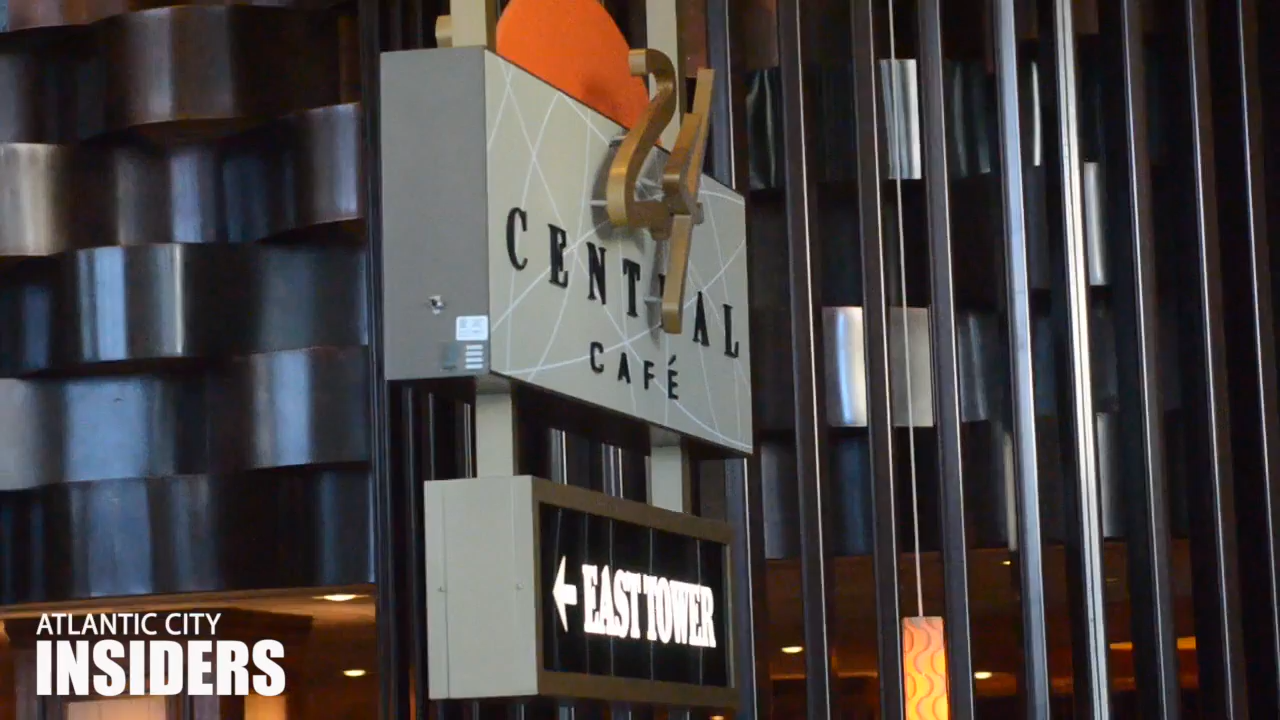 24
CENTRAL
CAFÉ
← EAST TOWER
ATLANTIC CITY
INSIDERS